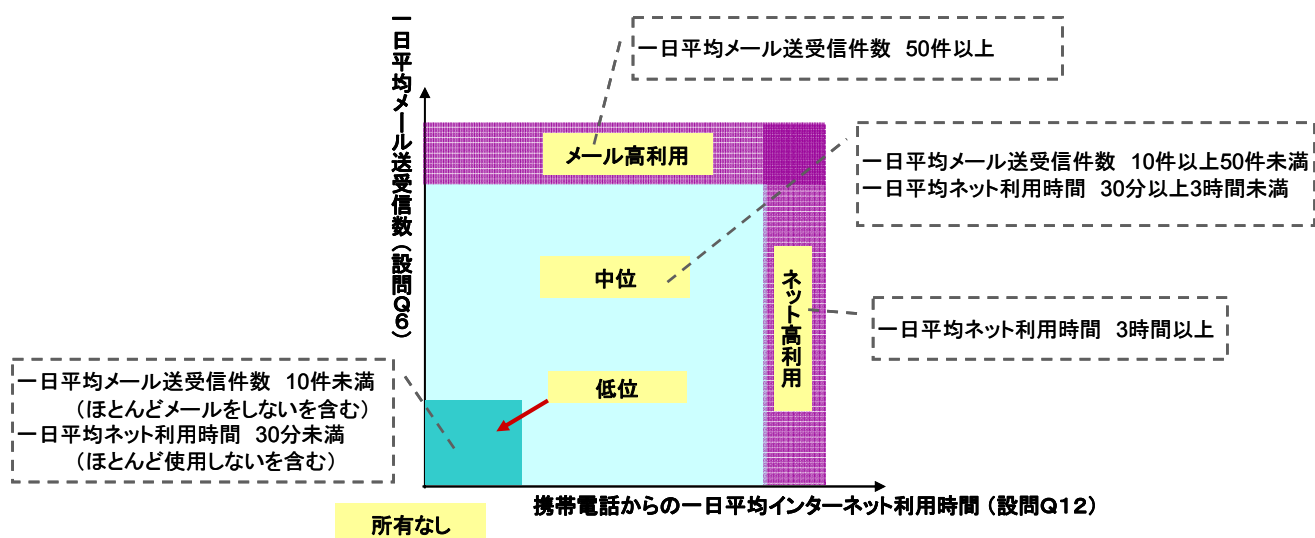 一日平均メール送受信数（設問Q6）
一日平均メール送受信件数 50件以上
メール高利用
一日平均メール送受信件数 10件以上50件未満
一日平均ネット利用時間 30分以上3時間未満
中位
ネット高利用
一日平均ネット利用時間 3時間以上
一日平均メール送受信件数 10件未満
（ほとんどメールをしないを含む）
一日平均ネット利用時間 30分未満
（ほとんど使用しないを含む）
低位
携帯電話からの一日平均インターネット利用時間（設問Q12）
所有なし